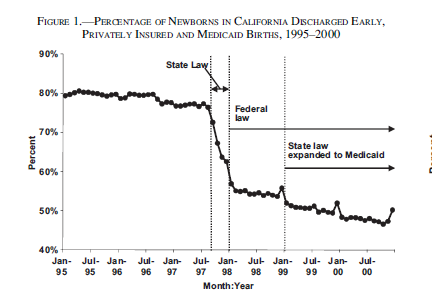 FIGURE 1.—PERCENTAGE OF NEWBORNS IN CALIFORNIA DISCHARGED EARLY,
PRIVATELY INSURED AND MEDICAID BIRTHS, 1995–2000
90%
State Law
80%
Federal
law
70%
State law
expanded to Medicaid
Percent
60%
50%
40%
Jan- Jul- Jan- Jul- Jan- Jul- Jan- Jul- Jan- Jul- Jan- Jul-
95 95 96 96 97 97 98 98 99 99 00 00
Month:Year